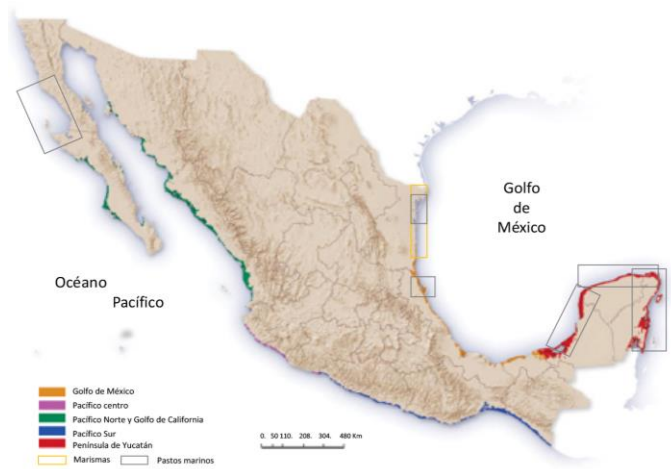 Golfo
de
México
Océano
Pacífico
Golfo de México
Pacífico centro
Pacífico Norte y Golfo de California
Pacífico Sur
Península de Yucatán
Marismas
Pastos marinos
0. 50 110. 208. 304. 480 Km